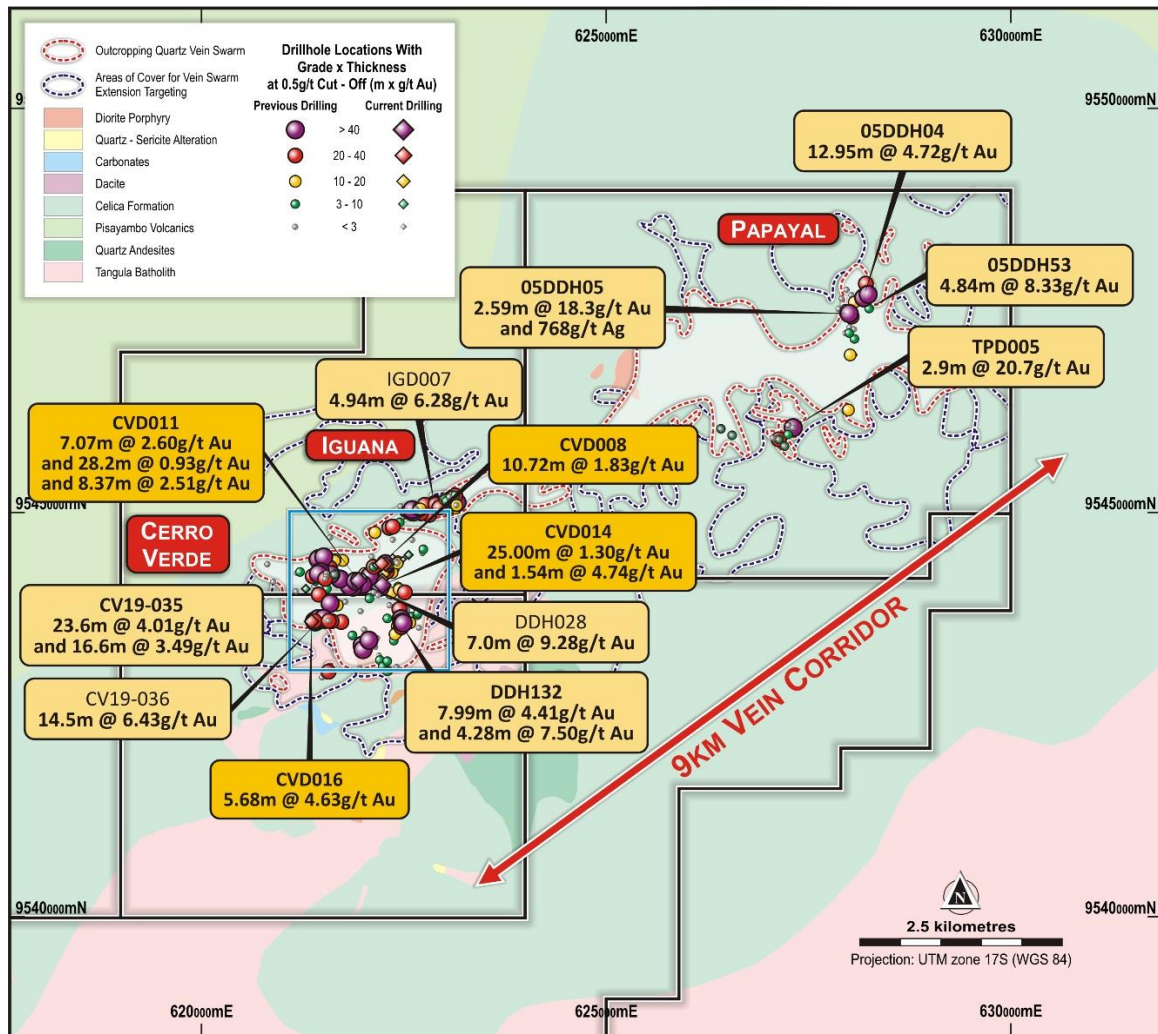 620000mE
625000mE
630000mE
Outcropping Quartz Vein Swarm
Areas of Cover for Vein Swarm
Extension Targeting
Diorite Porphyry
Quartz - Sericite Alteration
Carbonates
Dacite
Celica Formation
Pisayambo Volcanics
Quartz Andesites
Tangula Batholith
Drillhole Locations With
Grade x Thickness
at 0.5g/t Cut - Off (m x g/t Au)
Previous Drilling Current Drilling
> 40
20 - 40
10 - 20
3 - 10
< 3
9550000mN
9550000mN
05DDH04
12.95m @ 4.72g/t Au
PAPAYAL
05DDH53
4.84m @ 8.33g/t Au
05DDH05
2.59m @ 18.3g/t Au
and 768g/t Ag
TPD005
2.9m @ 20.7g/t Au
IGD007
4.94m @ 6.28g/t Au
CVD011
7.07m @ 2.60g/t Au
and 28.2m @ 0.93g/t Au
and 8.37m @ 2.51g/t Au
IGUANA
CVD008
10.72m @ 1.83g/t Au
9545000mN
9545000mN
CERRO
VERDE
CVD014
25.00m @ 1.30g/t Au
and 1.54m @ 4.74g/t Au
CV19-035
23.6m @ 4.01g/t Au
and 16.6m @ 3.49g/t Au
DDH028
7.0m @ 9.28g/t Au
CV19-036
14.5m @ 6.43g/t Au
DDH132
7.99m @ 4.41g/t Au
and 4.28m @ 7.50g/t Au
CVD016
5.68m @ 4.63g/t Au
9KM VEIN CORRIDOR
9540000mN
9540000mN
N
2.5 kilometres
Projection: UTM zone 17S (WGS 84)
620000mE
625000mE
630000mE